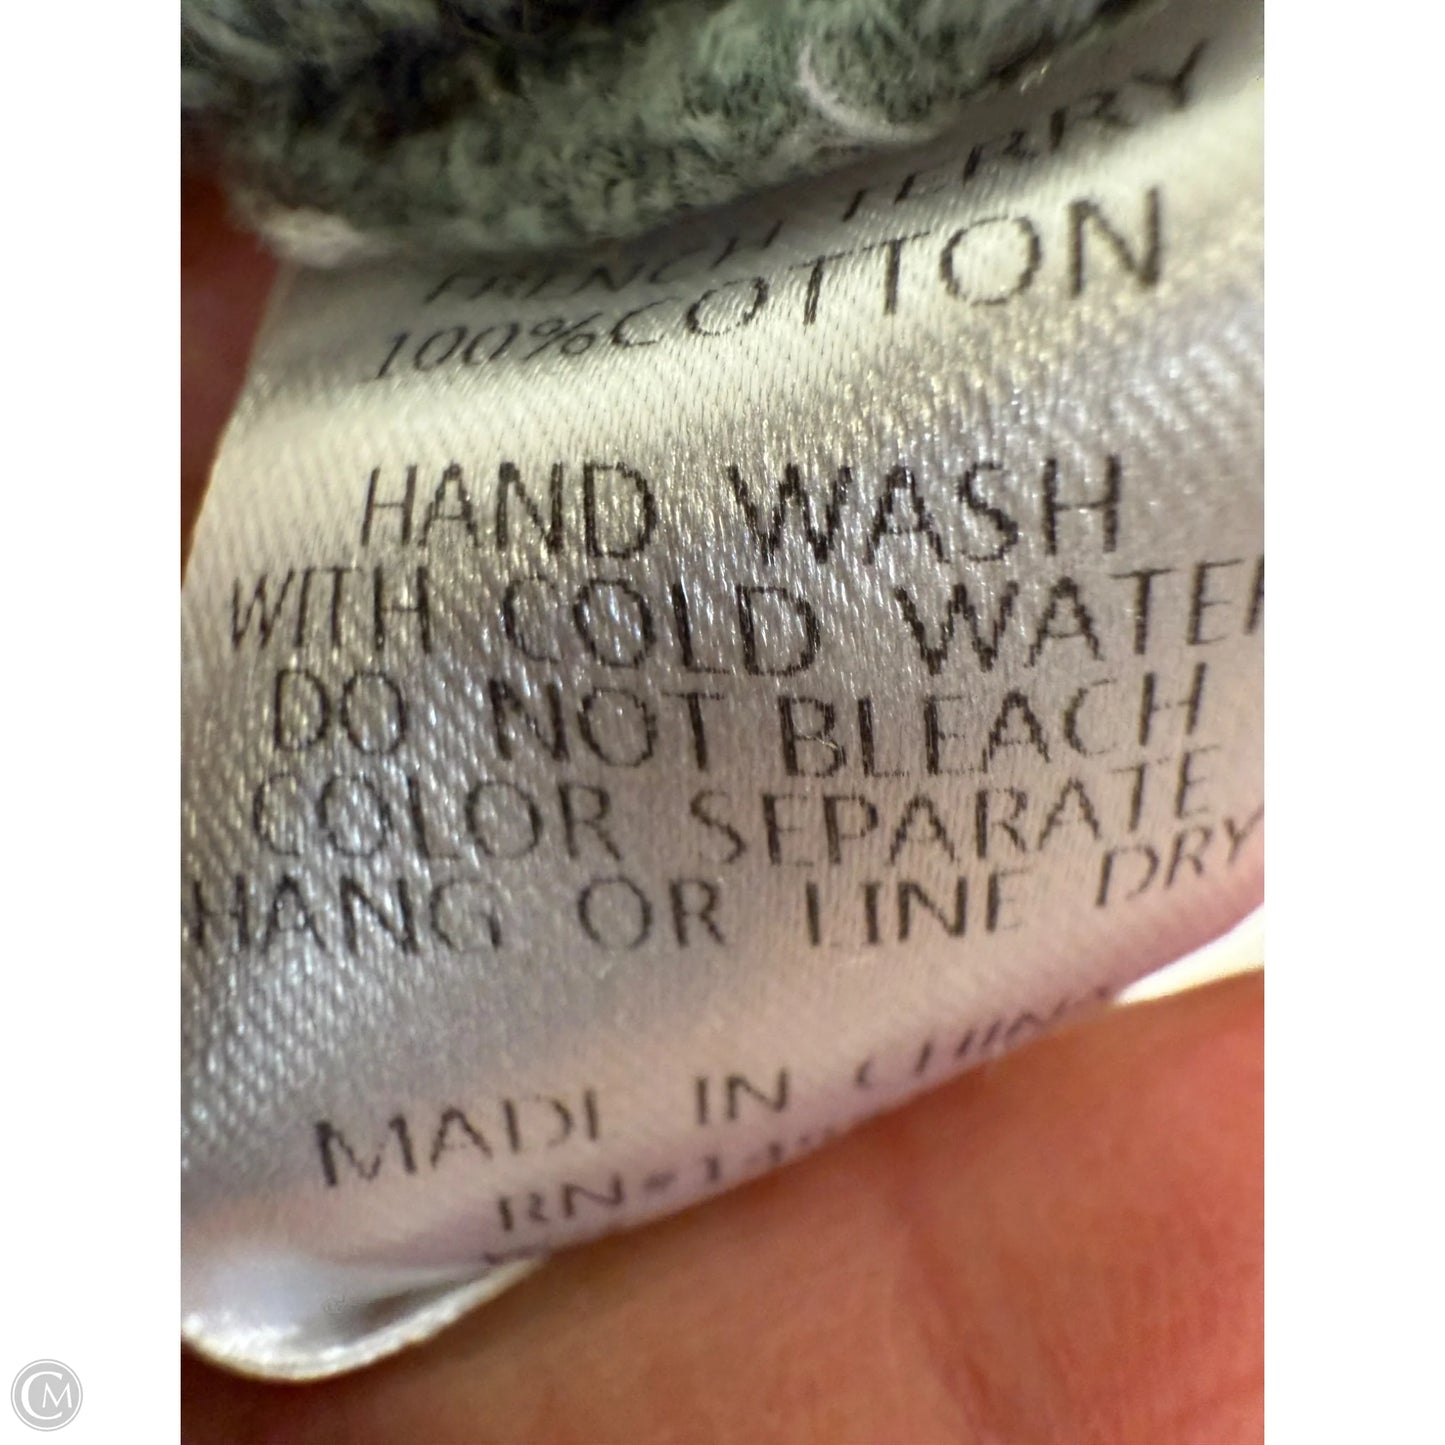 FRENCH TERRY
100%COTTON
HAND WASH
WITH COLD WATER
DO NOT BLEACH
COLOR SEPARATE
HANG OR LINE DRY
MADE IN CHINA
CM